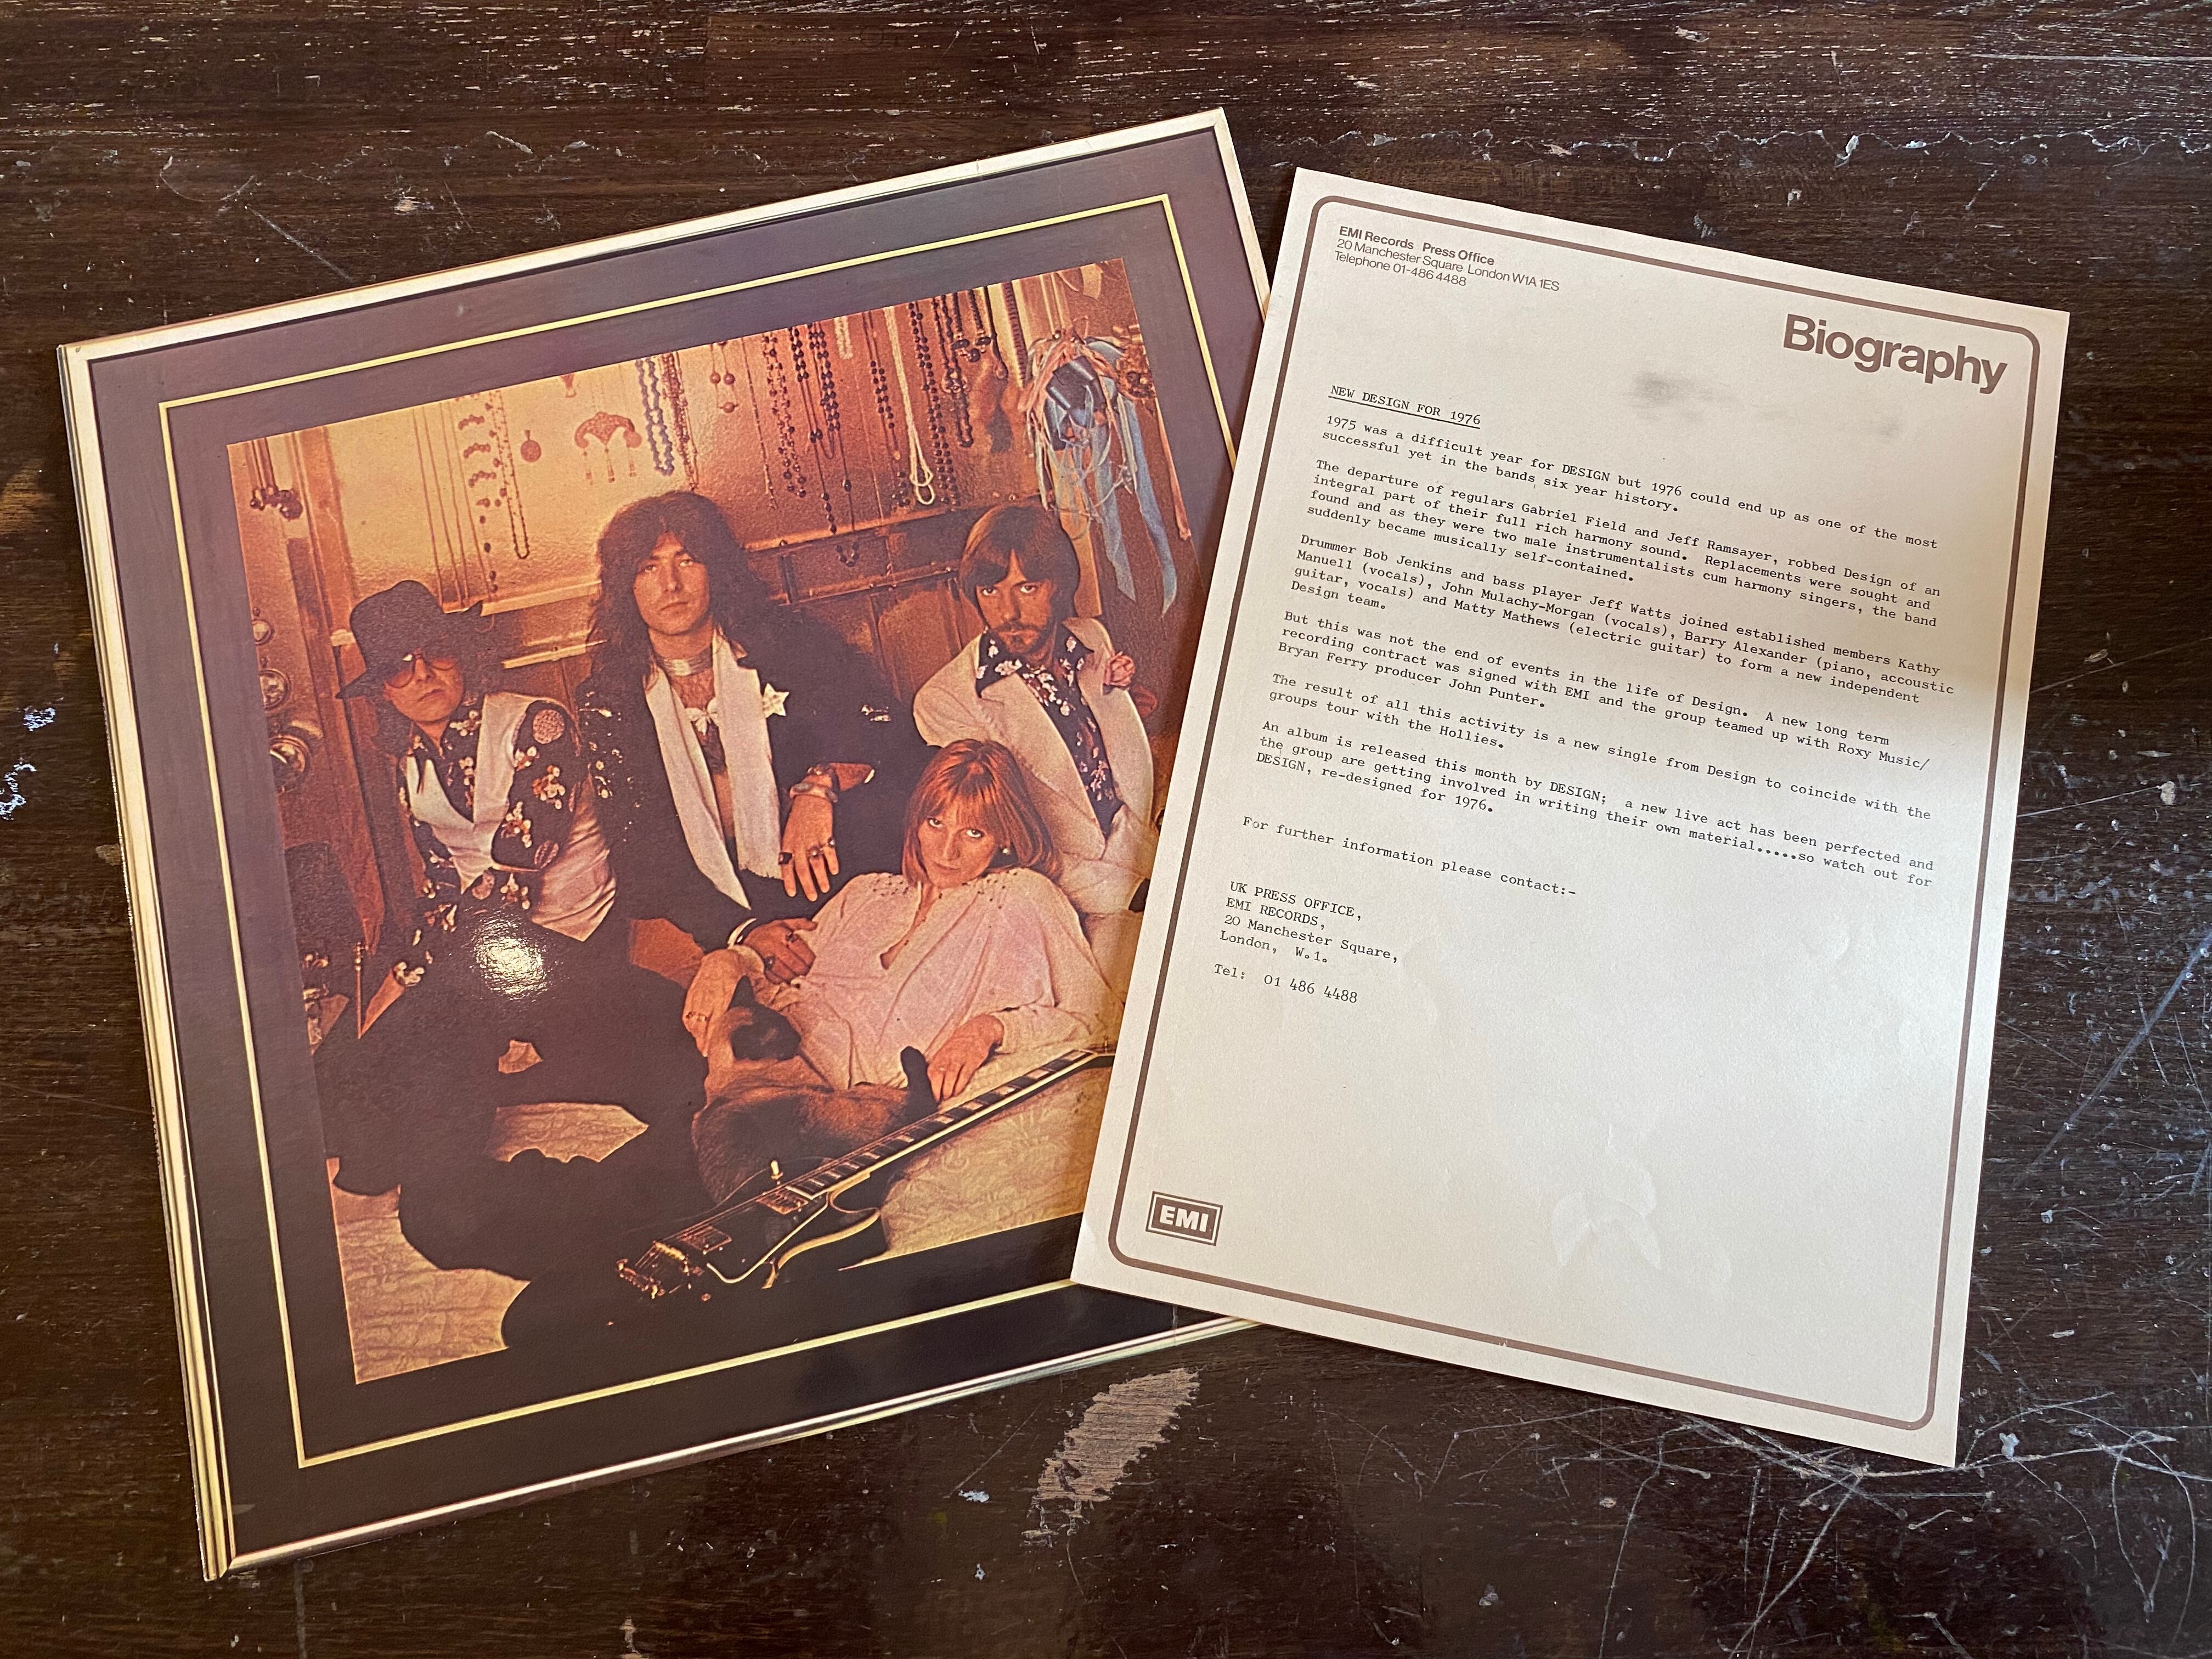 EMI Records Press Office
20 Manchester Square London W1A 1ES
Telephone 01-486 4488
Biography
NEW DESIGN FOR 1976
1975 was a difficult year for DESIGN but 1976 could end up as one of the most
successful yet in the bands six year history.
The departure of regulars Gabriel Field and Jeff Ramsayer, robbed Design of an
integral part of their full rich harmony sound. Replacements were sought and
found and as they were two male instrumentalists cum harmony singers, the band
suddenly became musically self-contained.
Drummer Bob Jenkins and bass player Jeff Watts joined established members Kathy
Manuell (vocals), John Mulachy-Morgan (vocals), Barry Alexander (piano, accoustic
guitar, vocals) and Matty Mathews (electric guitar) to form a new independent
Design team.
But this was not the end of events in the life of Design. A new long term
recording contract was signed with EMI and the group teamed up with Roxy Music/
Bryan Ferry producer John Punter.
The result of all this activity is a new single from Design to coincide with the
groups tour with the Hollies.
An album is released this month by DESIGN; a new live act has been perfected and
the group are getting involved in writing their own material.....so watch out for
DESIGN, re-designed for 1976.
For further information please contact:-
UK PRESS OFFICE,
EMI RECORDS,
20 Manchester Square,
London, W.1.
Tel: 01 486 4488
EMI